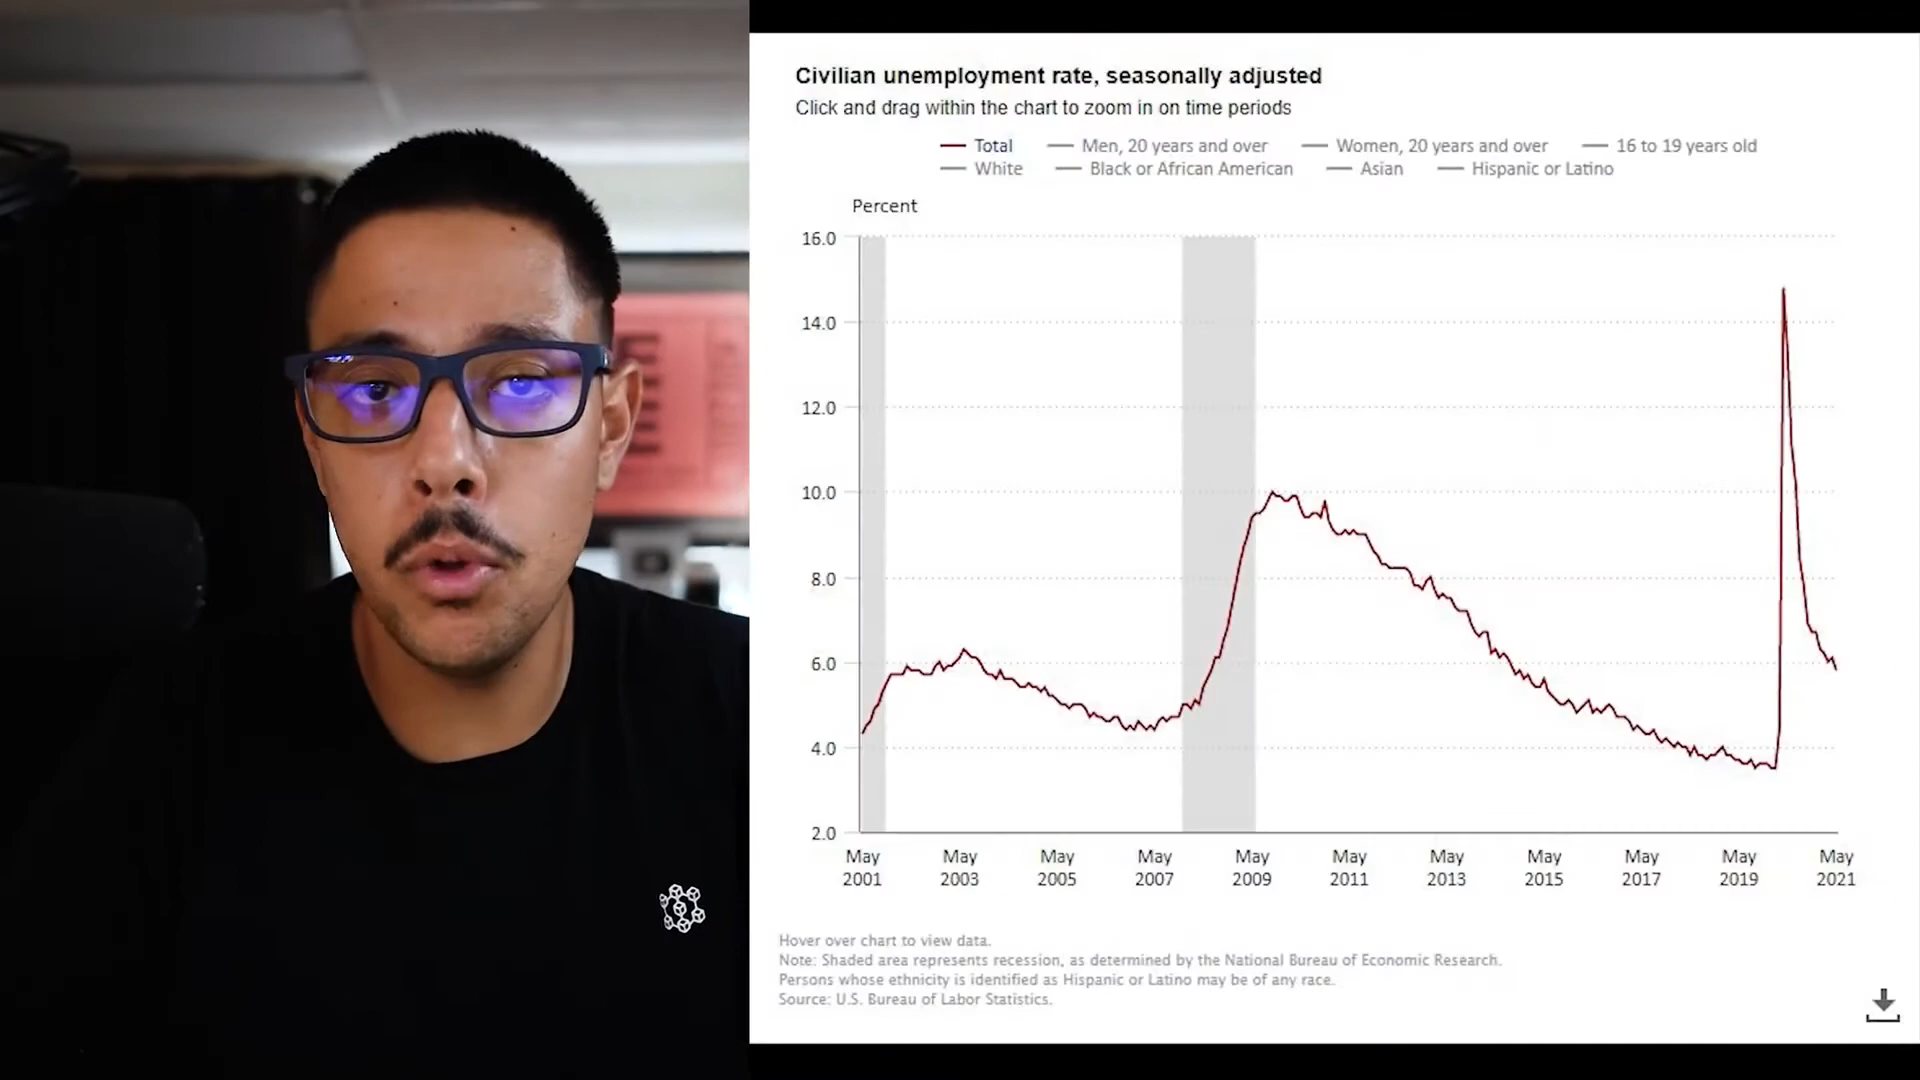 Civilian unemployment rate, seasonally adjusted
Click and drag within the chart to zoom in on time periods
Total Men, 20 years and over Women, 20 years and over 16 to 19 years old
White Black or African American Asian Hispanic or Latino
Percent
16.0
14.0
12.0
10.0
8.0
6.0
4.0
2.0
May May May May May May May May May May May
2001 2003 2005 2007 2009 2011 2013 2015 2017 2019 2021
Hover over chart to view data.
Note: Shaded area represents recession, as determined by the National Bureau of Economic Research.
Persons whose ethnicity is identified as Hispanic or Latino may be of any race.
Source: U.S. Bureau of Labor Statistics.